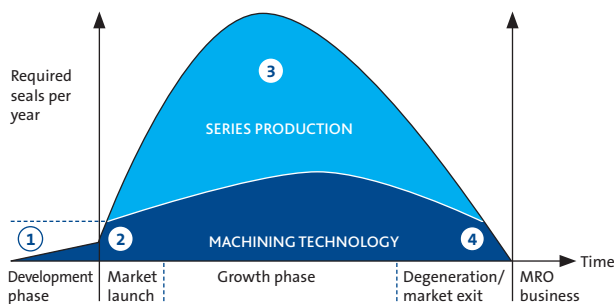 Required
seals per
year
3
SERIES PRODUCTION
1
2
MACHINING TECHNOLOGY
4
Time
Development
phase
Market
launch
Growth phase
Degeneration/
market exit
MRO
business